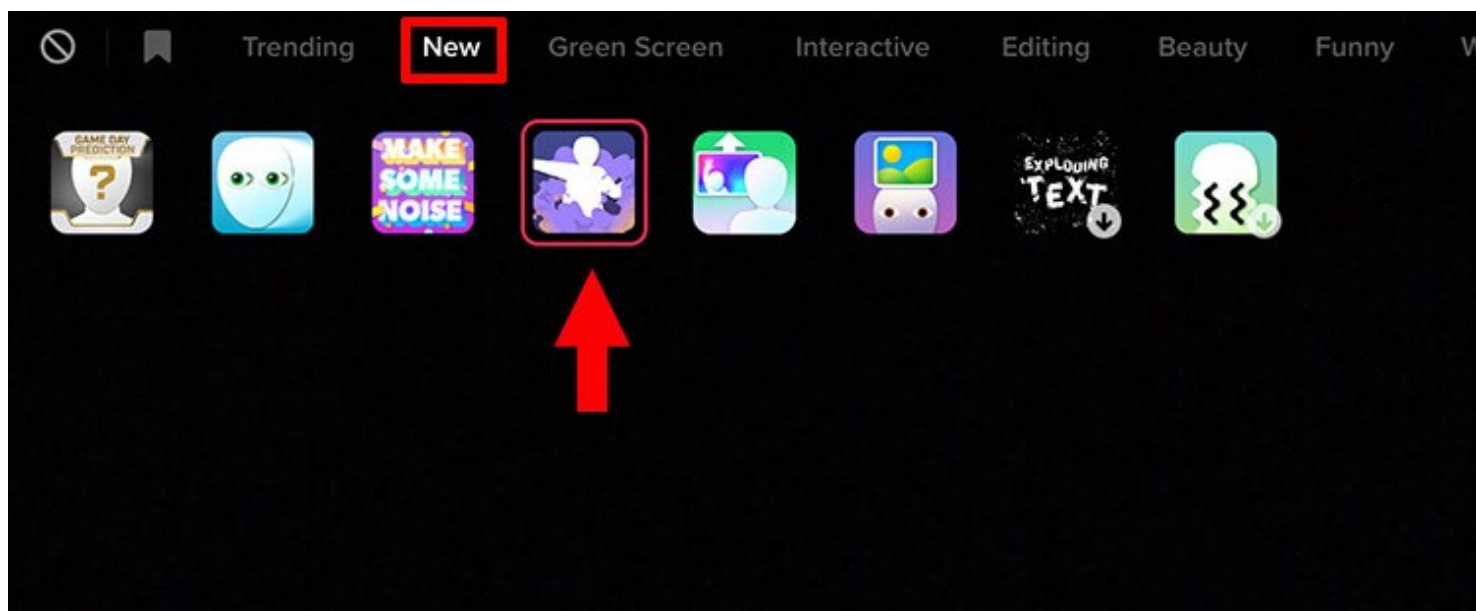 Trending New Green Screen Interactive Editing Beauty Funny
GAME DAY
PREDICTION
?
MAKE
SOME
NOISE
EXPLODING
TEXT